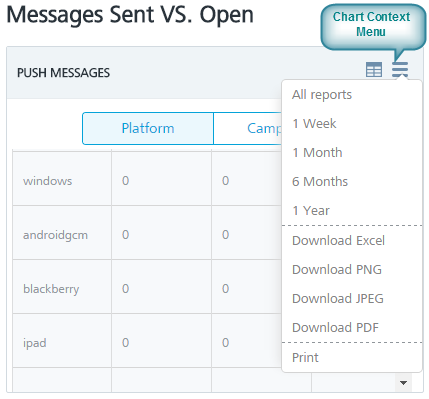 Messages Sent VS. Open
Chart Context
Menu
PUSH MESSAGES
Platform
All reports
1 Week
1 Month
6 Months
1 Year
Download Excel
Download PNG
Download JPEG
Download PDF
Print
windows 0 0
androidgcm 0 0
blackberry 0 0
ipad 0 0